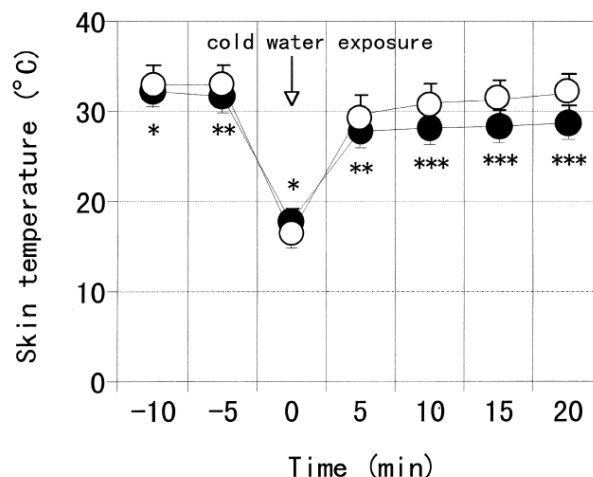 40
cold water exposure
30
* ** * ** *** *** ***
20
10
0
-10 -5 0 5 10 15 20
Time (min)
Skin temperature (°C)